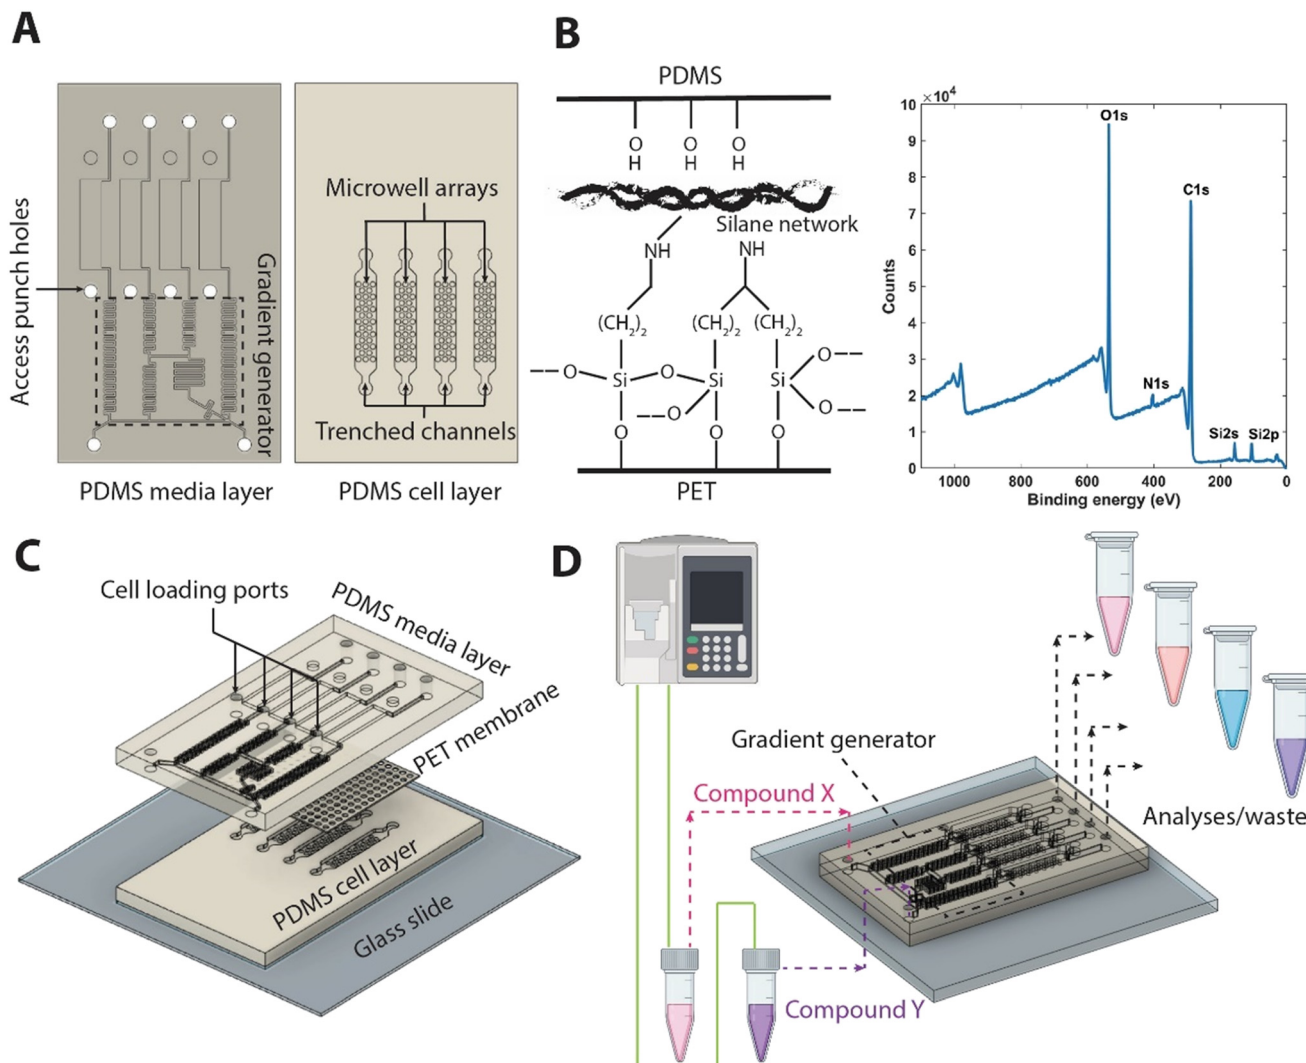 A
Access punch holes
Gradient generator
PDMS media layer
Microwell arrays
Trenched channels
PDMS cell layer
B
PDMS
O O O
H H H
Silane network
NH NH
(CH2)2 (CH2)2 (CH2)2
O Si O Si Si O
O O
O O O
PET
×10^4
10
9
8
7
6
5
4
3
2
1
0
Counts
O1s
C1s
N1s
Si2s Si2p
1000 800 600 400 200 0
Binding energy (eV)
C
Cell loading ports
PDMS media layer
PET membrane
PDMS cell layer
Glass slide
D
Gradient generator
Compound X
Compound Y
Analyses/waste